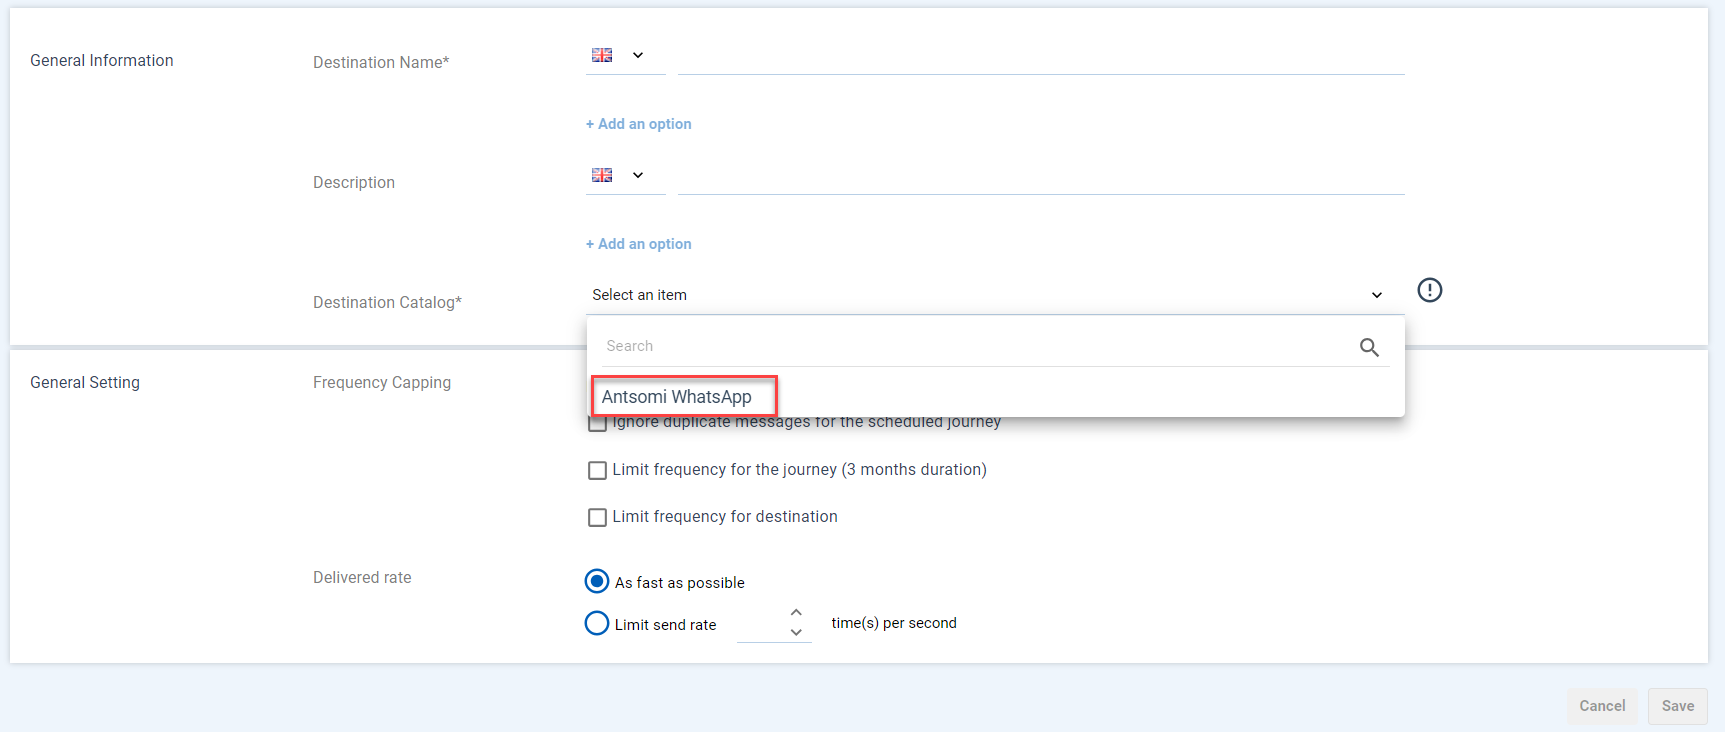 General Information
Destination Name*
+ Add an option
Description
+ Add an option
Destination Catalog*
Select an item
Search
Antsomi WhatsApp
General Setting
Frequency Capping
Ignore duplicate messages for the scheduled journey
Limit frequency for the journey (3 months duration)
Limit frequency for destination
Delivered rate
As fast as possible
Limit send rate
time(s) per second
Cancel
Save